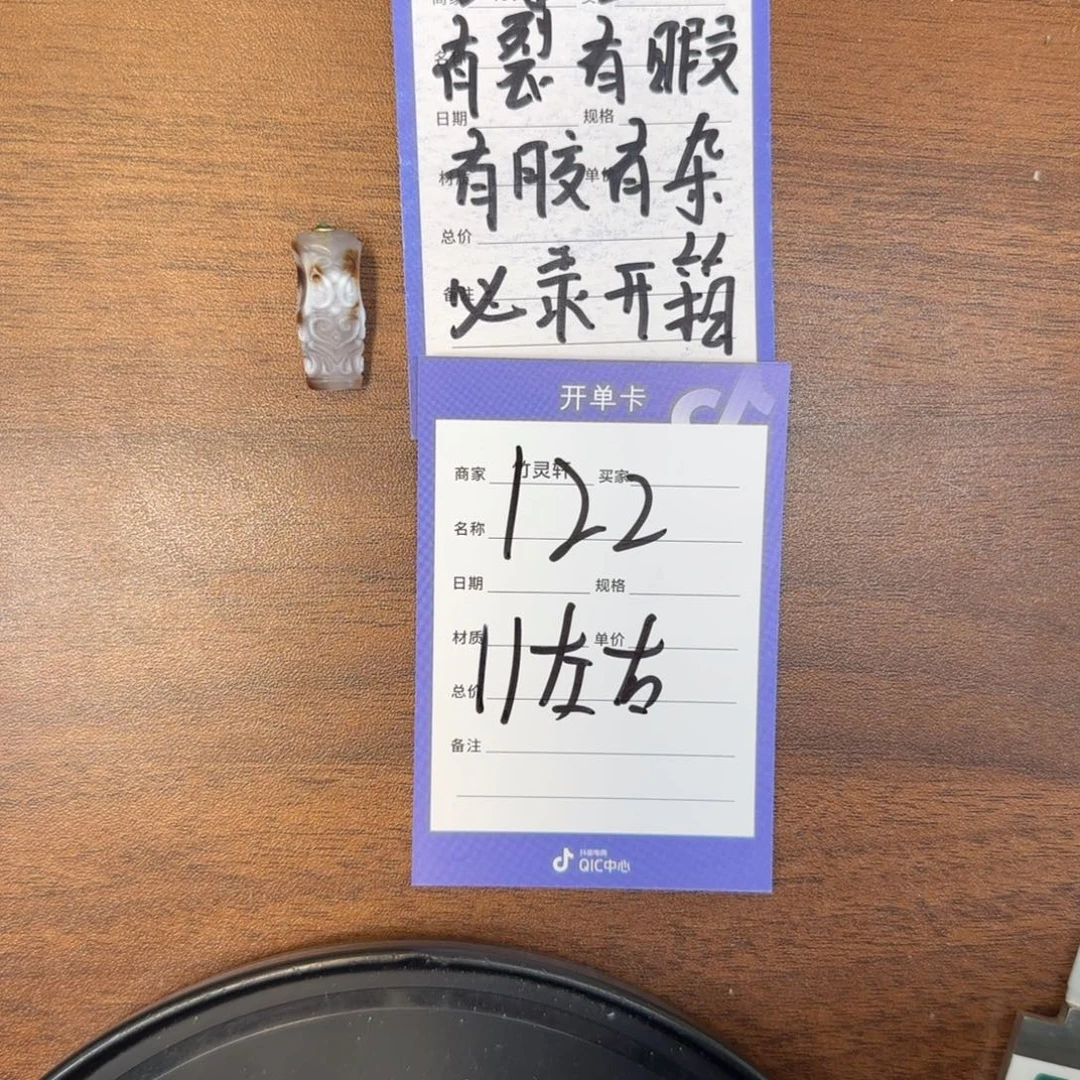 有裂 有暇
日期 规格
有胶 有杂
总价
必录开箱
开单卡
商家 竹灵轩 买家
122
名称
日期 规格
材质 单价
11左右
总价
备注
抖音电商
QIC中心